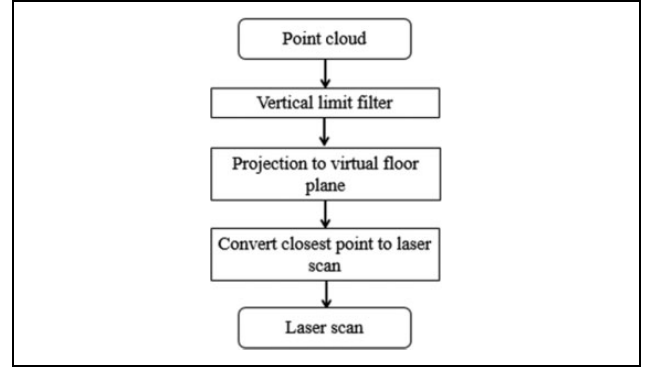 Point cloud
Vertical limit filter
Projection to virtual floor
plane
Convert closest point to laser
scan
Laser scan